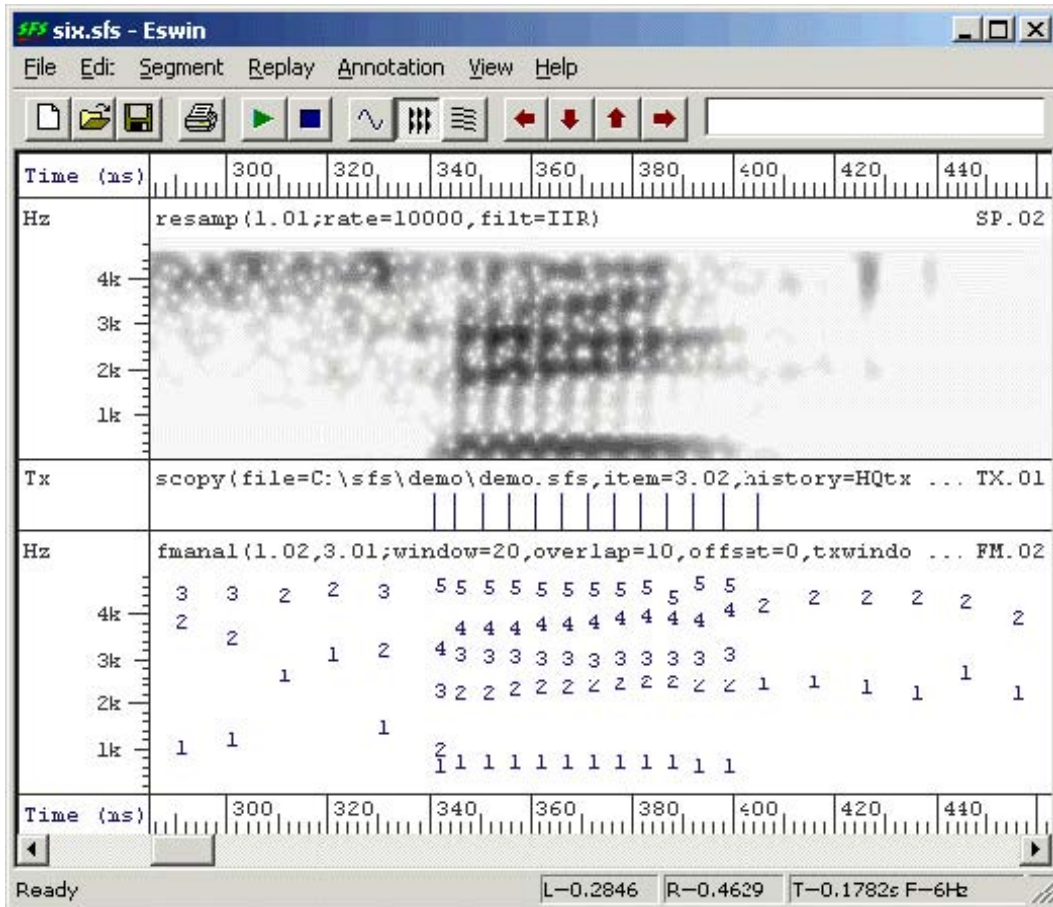 SFS six.sfs - Eswin
File Edit Segment Replay Annotation View Help
Time (ms) 300 320 340 360 380 400 420 440
Hz resamp(1.01;rate=10000,filt=IIR) SP.02
4k
3k
2k
1k
Tx scopy(file=C:\sfs\demo\demo.sfs,item=3.02,history=HQtx ... TX.01
Hz fmanal(1.02,3.01;window=20,overlap=10,offset=0,txwindo ... FM.02
3 3 2 2 3 5 5 5 5 5 5 5 5 5 5 5 5
4k 2 2 4 4 4 4 4 4 4 4 4 4 4 2 2 2 2 2 2
3k 1 1 2 4 3 3 3 3 3 3 3 3 3 3 3
2k 3 2 2 2 2 2 2 2 2 2 2 2 1 1 1 1 1 1
1k 1 1 1 2
1 1 1 1 1 1 1 1 1 1 1 1
Time (ms) 300 320 340 360 380 400 420 440
Ready L-0.2846 R-0.4629 T-0.1782s F-6Hz